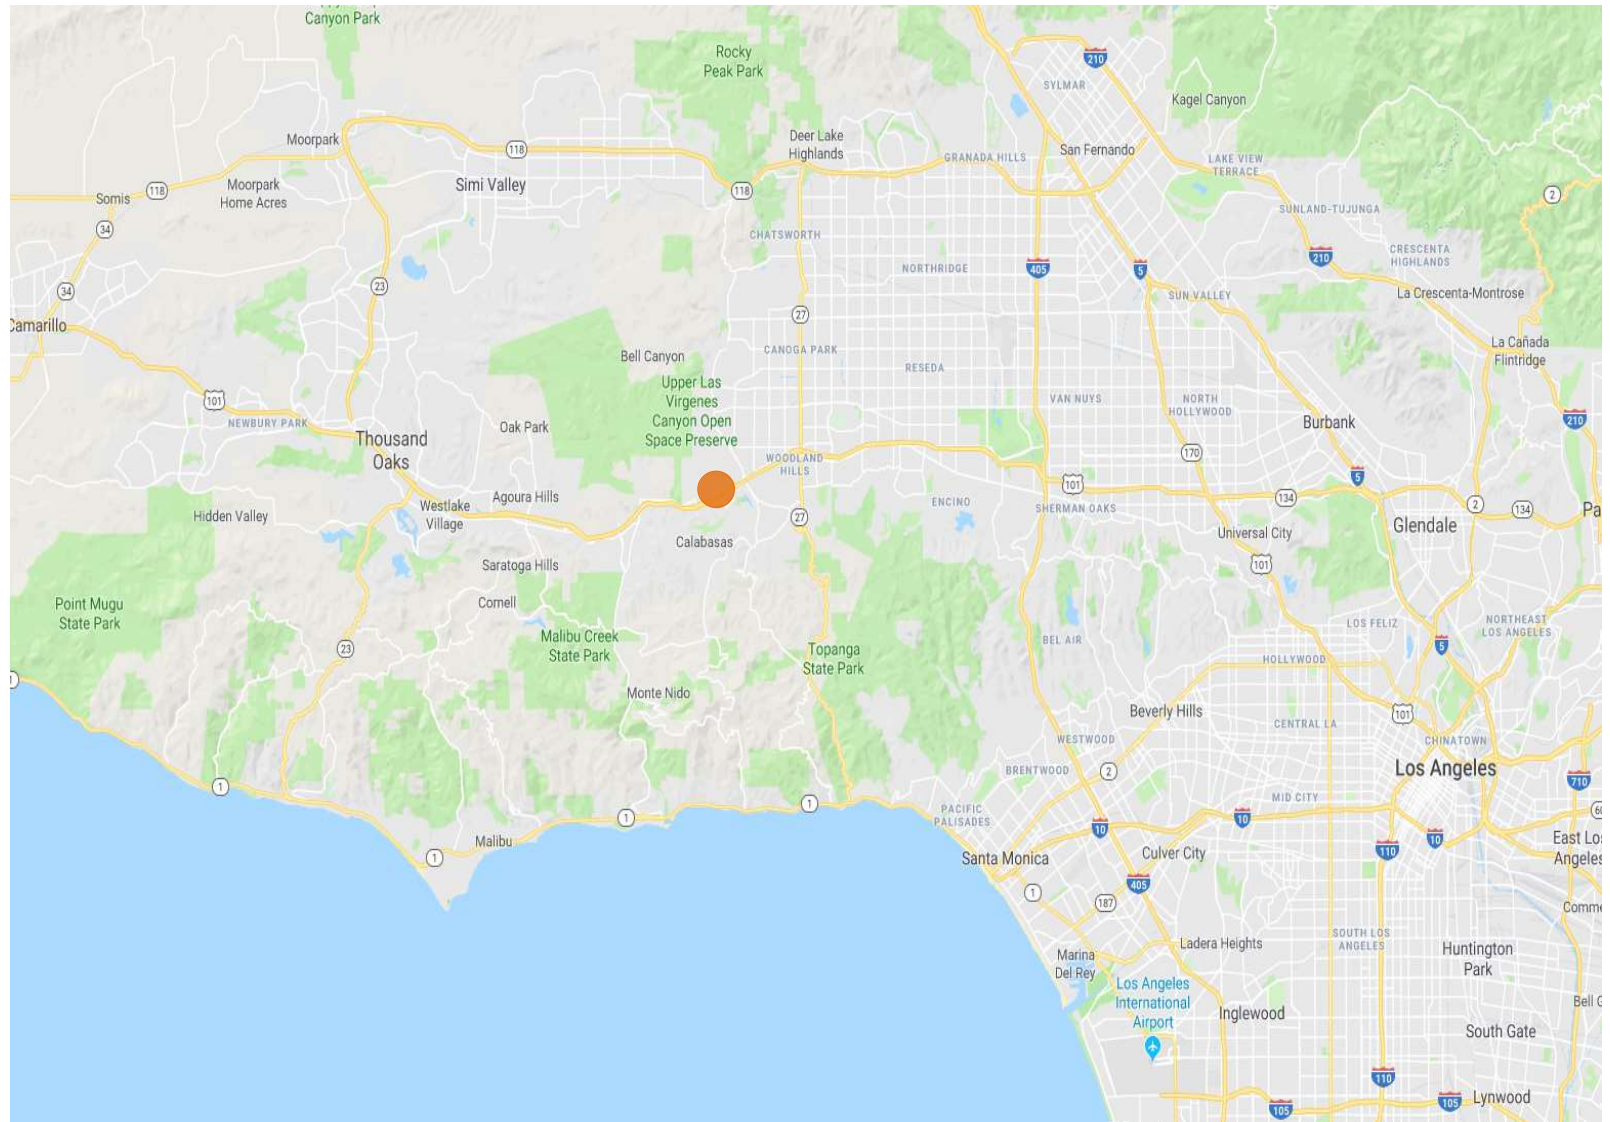 Canyon Park
Rocky
Peak Park
210
SYLMAR
Kagel Canyon
Moorpark
118
Deer Lake
Highlands
GRANADA HILLS
San Fernando
LAKE VIEW
TERRACE
118
Moorpark
Home Acres
Simi Valley
118
2
Somis
34
SUNLAND-TUJUNGA
CHATSWORTH
CRESCENTA
HIGHLANDS
210
NORTHRIDGE
405
5
23
34
SUN VALLEY
La Crescenta-Montrose
27
Camarillo
CANOGA PARK
Bell Canyon
La Cañada
Flintridge
RESEDA
Upper Las
Virgenes
Canyon Open
Space Preserve
101
VAN NUYS
NORTH
HOLLYWOOD
NEWBURY PARK
Oak Park
Burbank
210
Thousand
Oaks
170
WOODLAND
HILLS
5
101
134
Agoura Hills
ENCINO
2
134
Westlake
Village
SHERMAN OAKS
Pa
Hidden Valley
27
Glendale
Universal City
Calabasas
Saratoga Hills
101
Cornell
Point Mugu
State Park
Malibu Creek
State Park
BEL AIR
LOS FELIZ
NORTHEAST
LOS ANGELES
23
Topanga
State Park
5
HOLLYWOOD
1
Monte Nido
Beverly Hills
101
CENTRAL LA
WESTWOOD
CHINATOWN
BRENTWOOD
2
Los Angeles
710
1
MID CITY
1
1
PACIFIC
PALISADES
10
10
60
Malibu
1
10
110
East Los
Angeles
Santa Monica
Culver City
405
1
187
Comme
SOUTH LOS
ANGELES
Ladera Heights
Huntington
Park
Marina
Del Rey
Los Angeles
International
Airport
Inglewood
Bell G
South Gate
110
105
105
Lynwood